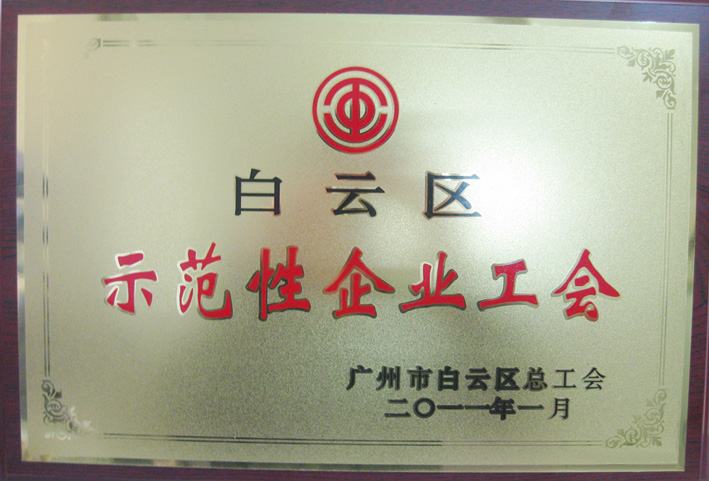 白云区
示范性企业工会
广州市白云区总工会
二〇一一年一月